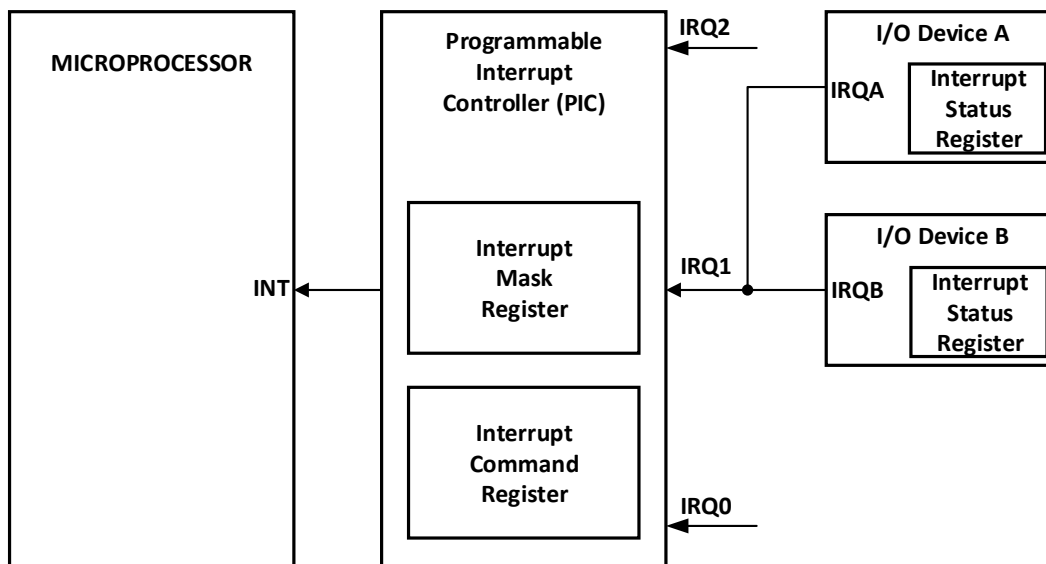 MICROPROCESSOR
INT
Programmable
Interrupt
Controller (PIC)
Interrupt
Mask
Register
Interrupt
Command
Register
IRQ2
IRQ1
IRQ0
I/O Device A
IRQA
Interrupt
Status
Register
I/O Device B
IRQB
Interrupt
Status
Register